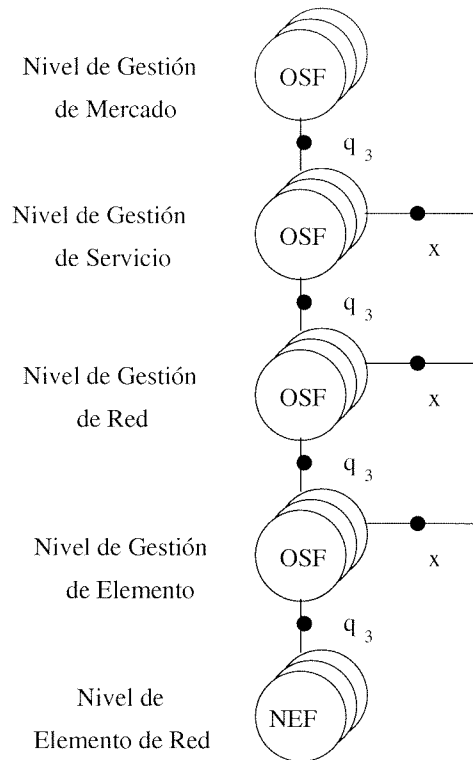 Nivel de Gestión
de Mercado
OSF
q 3
Nivel de Gestión
de Servicio
OSF
x
q 3
Nivel de Gestión
de Red
OSF
x
q 3
Nivel de Gestión
de Elemento
OSF
x
q 3
Nivel de
Elemento de Red
NEF